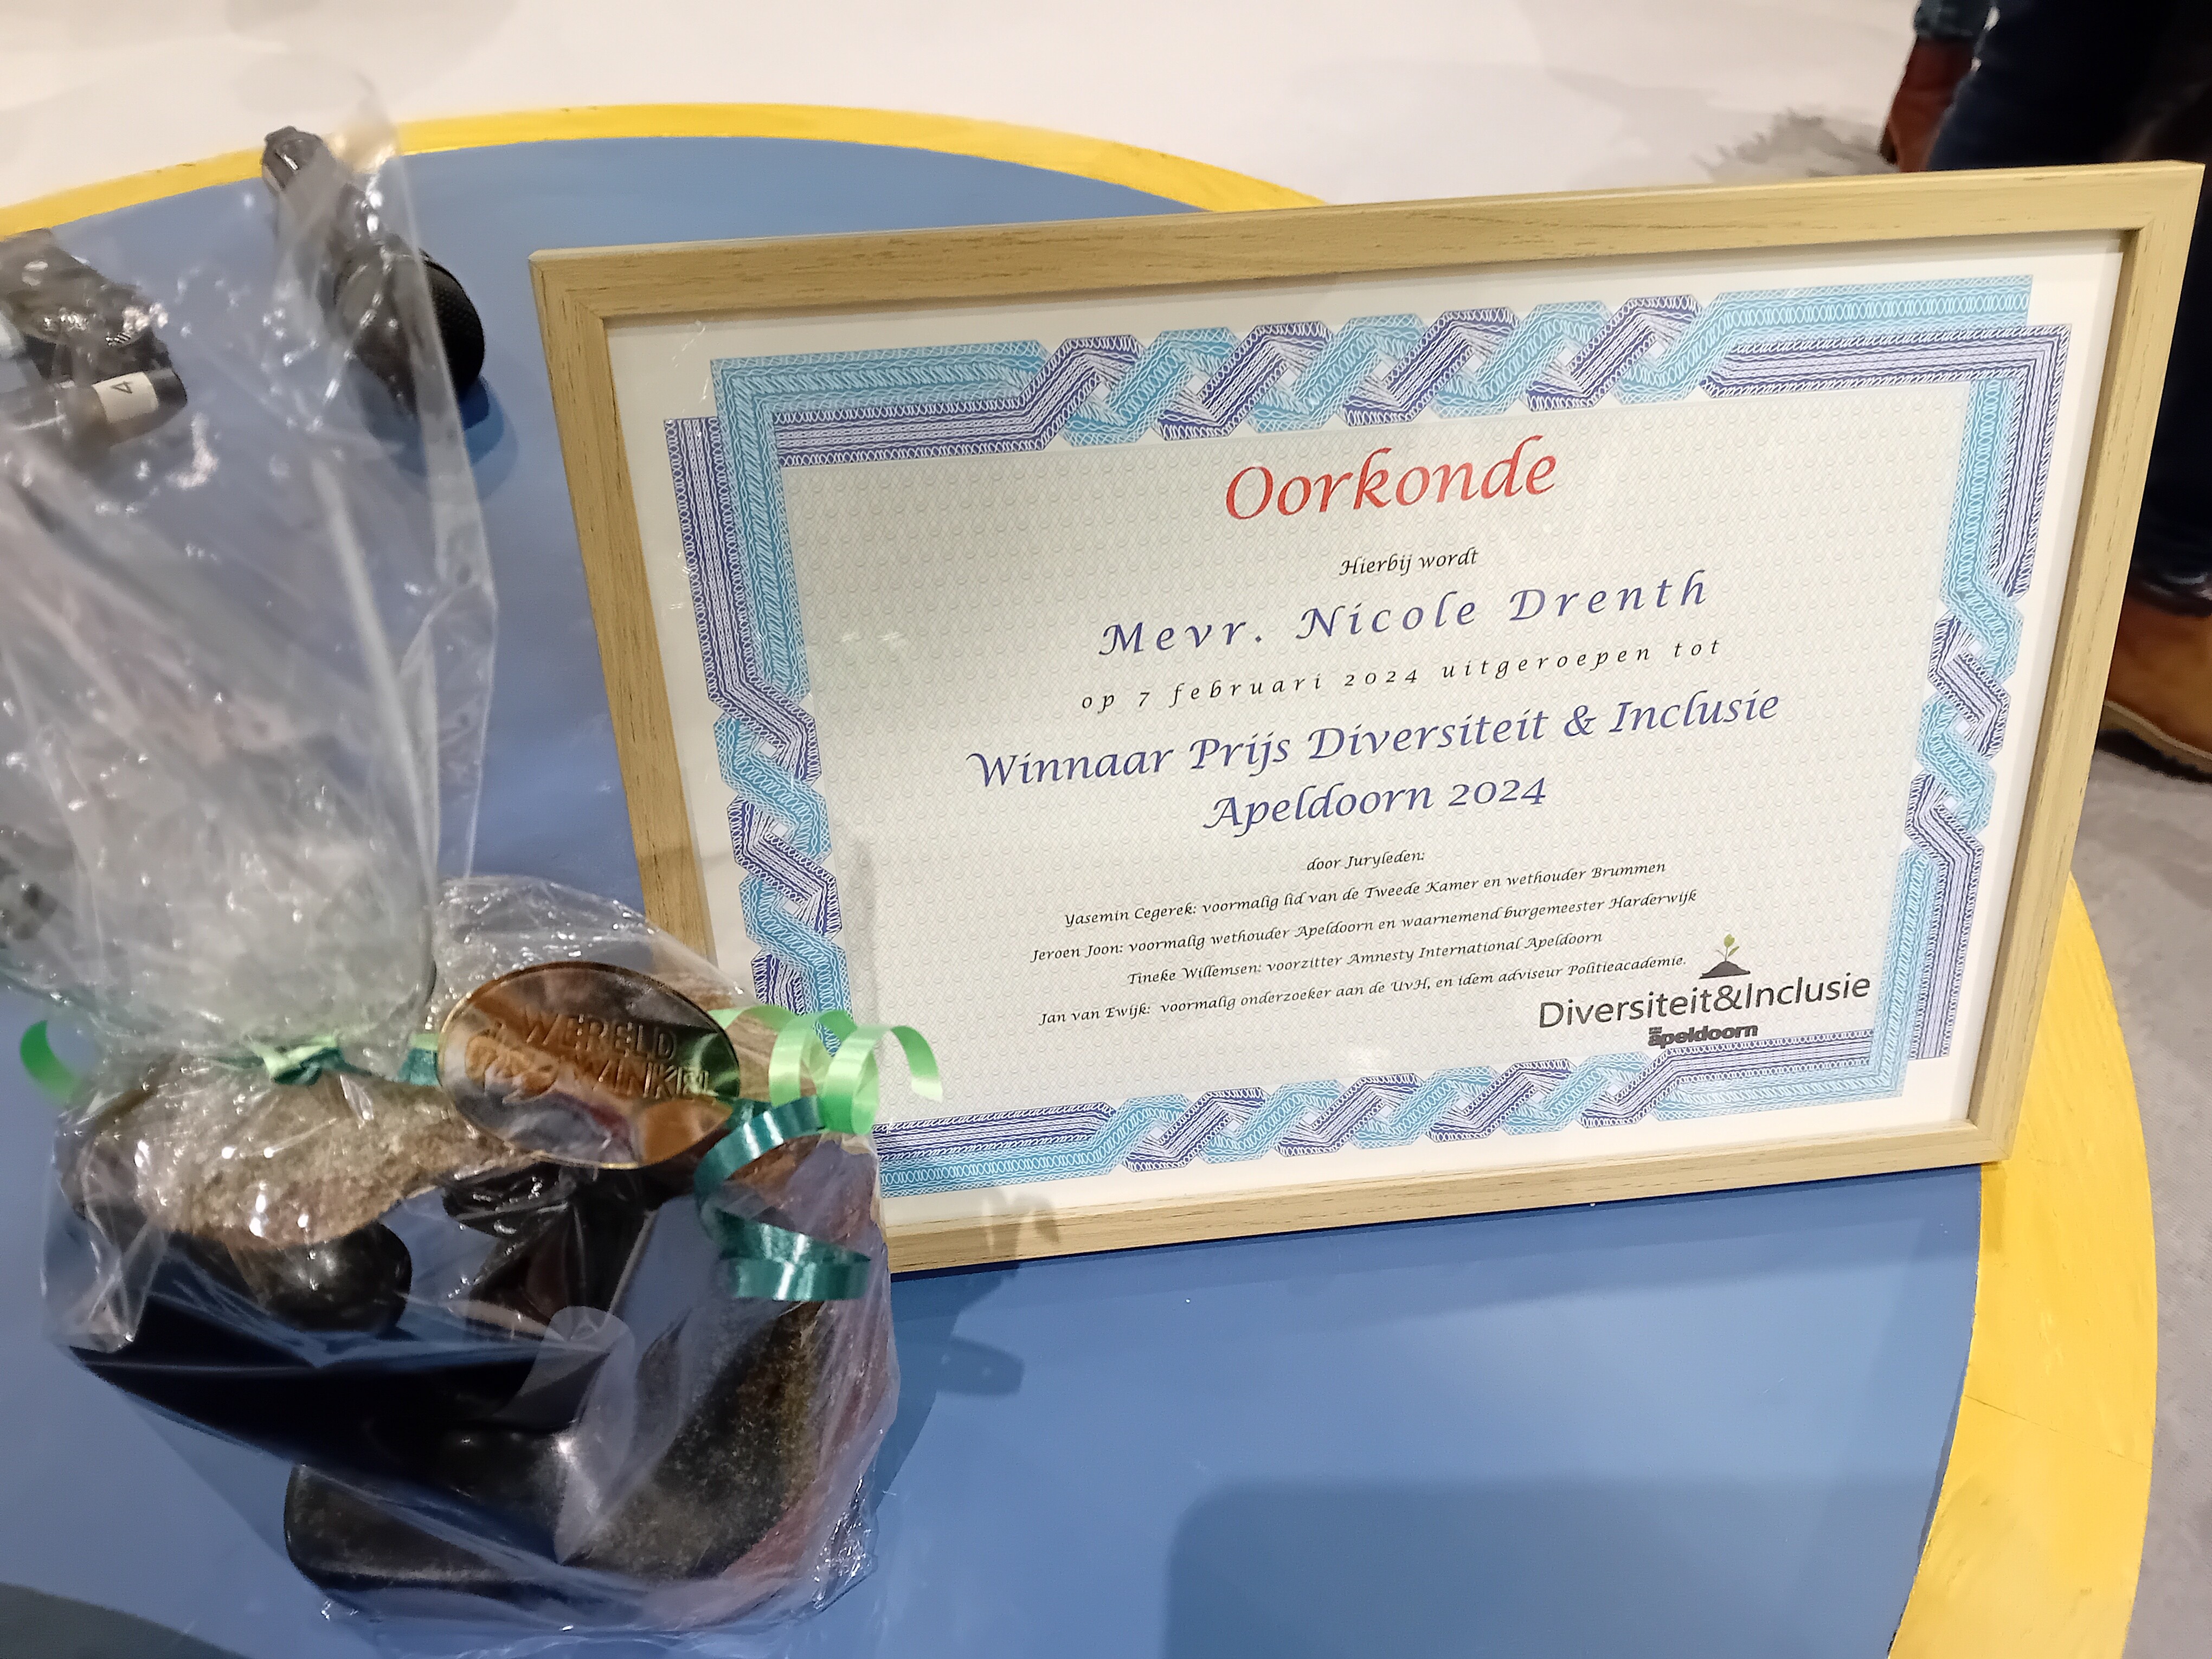 4
Oorkonde
Hierbij wordt
Mevr. Nicole Drenth
op 7 februari 2024 uitgeroepen tot
Winnaar Prijs Diversiteit & Inclusie
Apeldoorn 2024
door Juryleden:
Yasemin Cegerek: voormalig lid van de Tweede Kamer en wethouder Brummen
Jeroen Joon: voormalig wethouder Apeldoorn en waarnemend burgemeester Harderwijk
Tineke Willemsen: voorzitter Amnesty International Apeldoorn
Jan van Ewijk: voormalig onderzoeker aan de UvH, en idem adviseur Politieacademie.
Diversiteit&Inclusie
apeldoorn
WERELD
WINKEL